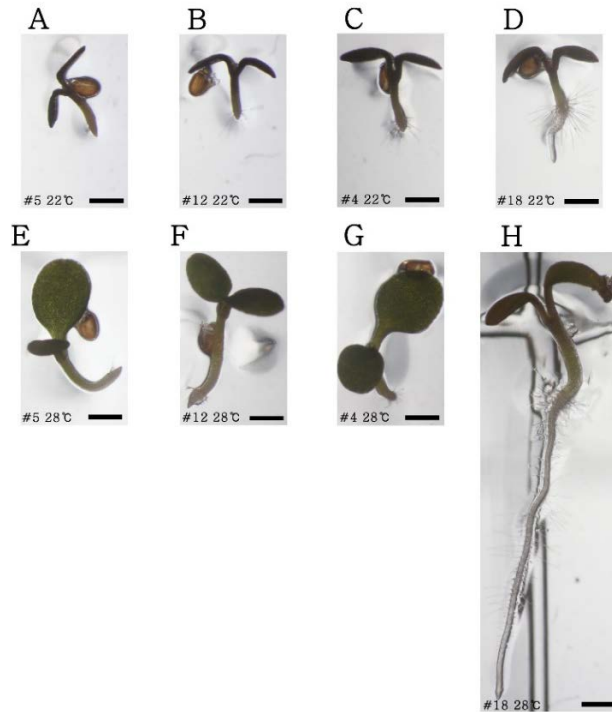 A
B
C
D
#5 22℃
#12 22℃
#4 22℃
#18 22℃
E
F
G
H
#5 28℃
#12 28℃
#4 28℃
#18 28℃